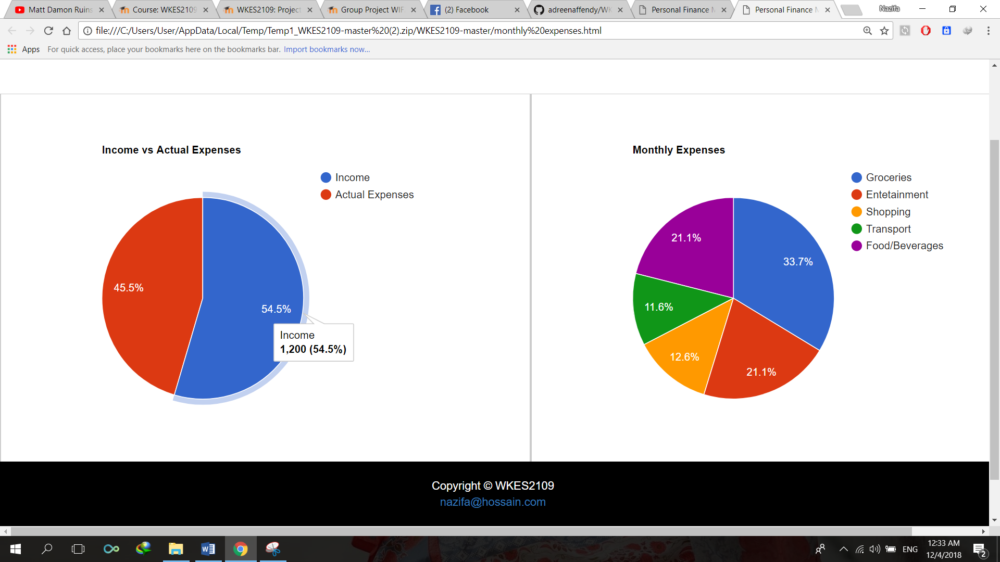 Matt Damon Ruins
Course: WKES2109
WKES2109: Project
Group Project WIF
(2) Facebook
adreenaffendy/WK
Personal Finance M
Personal Finance M
Nazifa
file:///C:/Users/User/AppData/Local/Temp/Temp1_WKES2109-master%20(2).zip/WKES2109-master/monthly%20expenses.html
Apps For quick access, place your bookmarks here on the bookmarks bar. Import bookmarks now...
Income vs Actual Expenses
Income
Actual Expenses
45.5%
54.5%
Income
1,200 (54.5%)
Monthly Expenses
Groceries
Entetainment
Shopping
Transport
Food/Beverages
21.1%
33.7%
11.6%
12.6%
21.1%
Copyright © WKES2109
nazifa@hossain.com
ENG
12:33 AM
12/4/2018
2